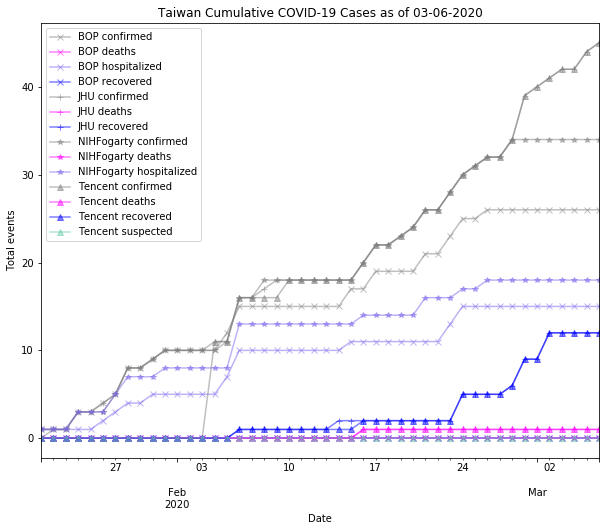 Taiwan Cumulative COVID-19 Cases as of 03-06-2020
BOP confirmed
BOP deaths
BOP hospitalized
BOP recovered
JHU confirmed
JHU deaths
JHU recovered
NIHFogarty confirmed
NIHFogarty deaths
NIHFogarty hospitalized
Tencent confirmed
Tencent deaths
Tencent recovered
Tencent suspected
Total events
40
30
20
10
0
27 03 10 17 24 02
Feb Mar
2020
Date